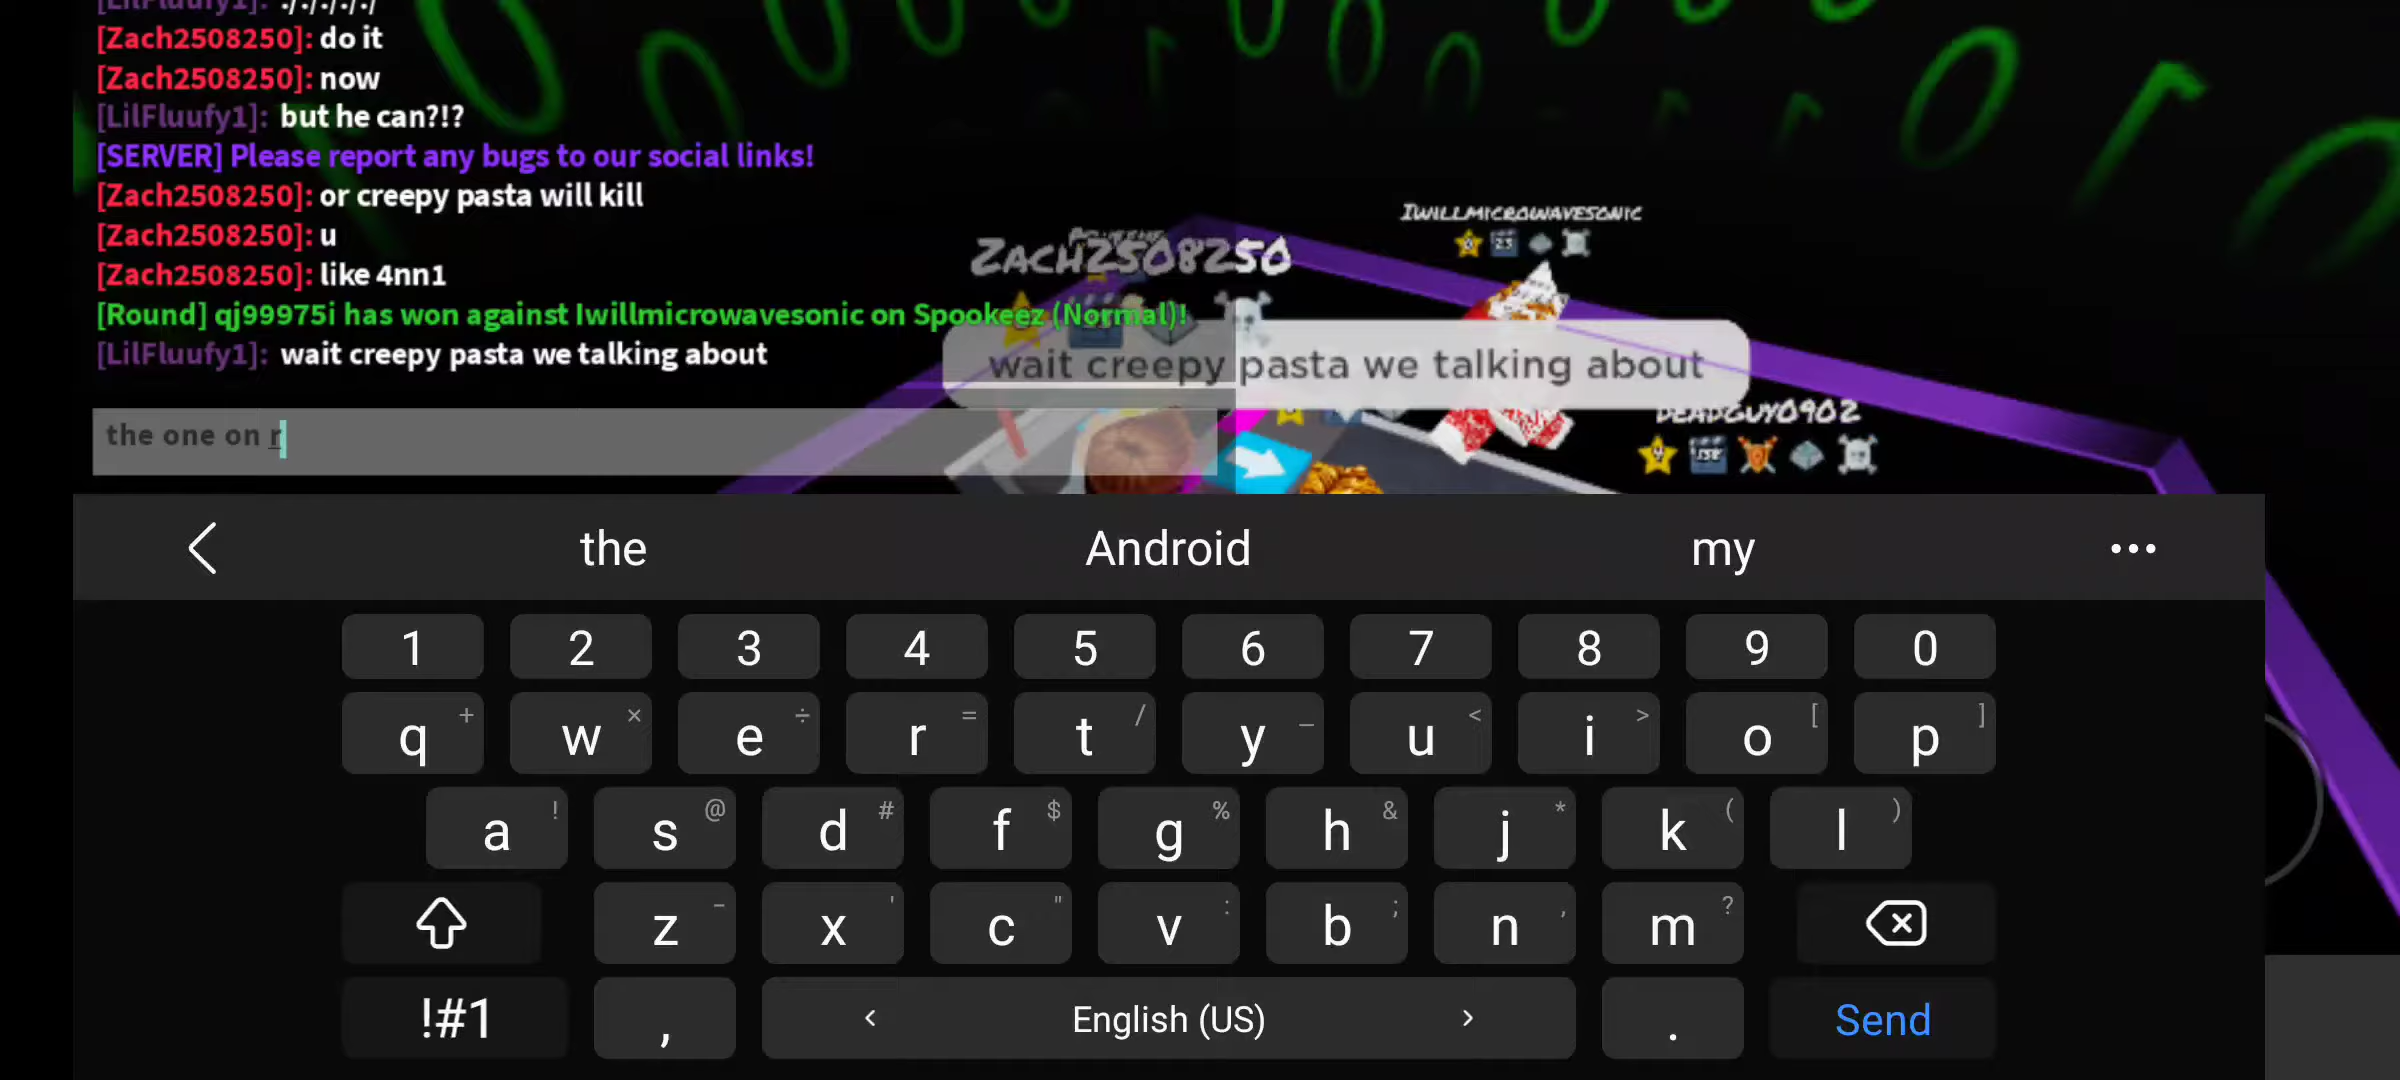 [LilFluufy1]: :/././././
[Zach2508250]: do it
[Zach2508250]: now
[LilFluufy1]: but he can?!?
[SERVER] Please report any bugs to our social links!
[Zach2508250]: or creepy pasta will kill
[Zach2508250]: u
[Zach2508250]: like 4nn1
[Round] qj99975i has won against Iwillmicrowavesonic on Spookeez (Normal)!
[LilFluufy1]: wait creepy pasta we talking about
the one on r
Iwillmicrowavesonic
23
Zach2508250
wait creepy pasta we talking about
deadguy0902
the Android my •••
1 2 3 4 5 6 7 8 9 0
q + w × e ÷ r = t / y _ u < i > o [ p ]
a ! s @ d # f $ g % h & j * k ( l )
z - x ' c " v : b ; n , m ?
!#1 , < English (US) > . Send